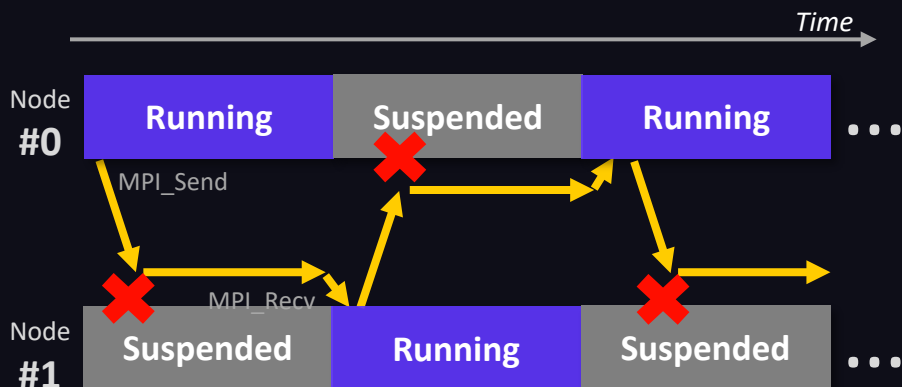 Time
Node
#0
Running
Suspended
Running
...
MPI_Send
MPI_Recv
Node
#1
Suspended
Running
Suspended
...